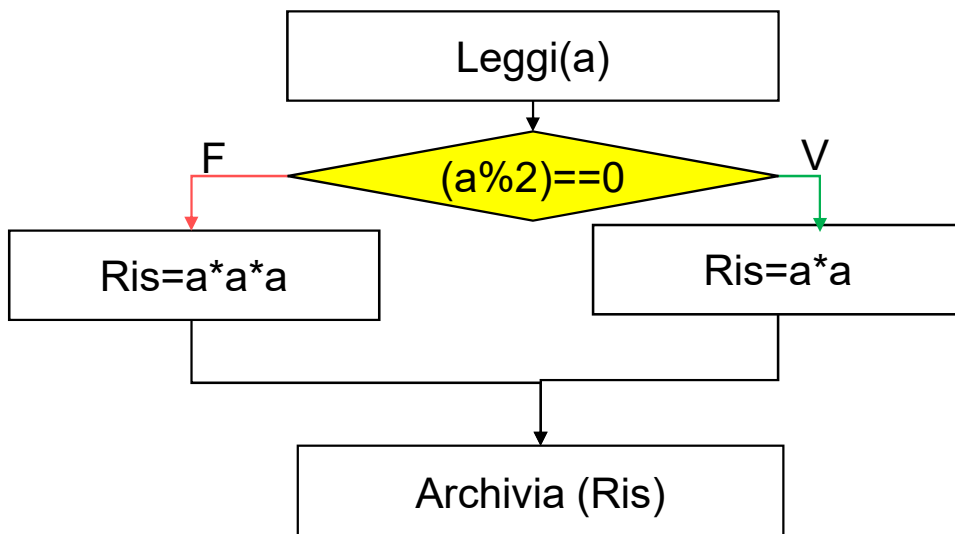 Leggi(a)
F
V
(a%2)==0
Ris=a*a*a
Ris=a*a
Archivia (Ris)